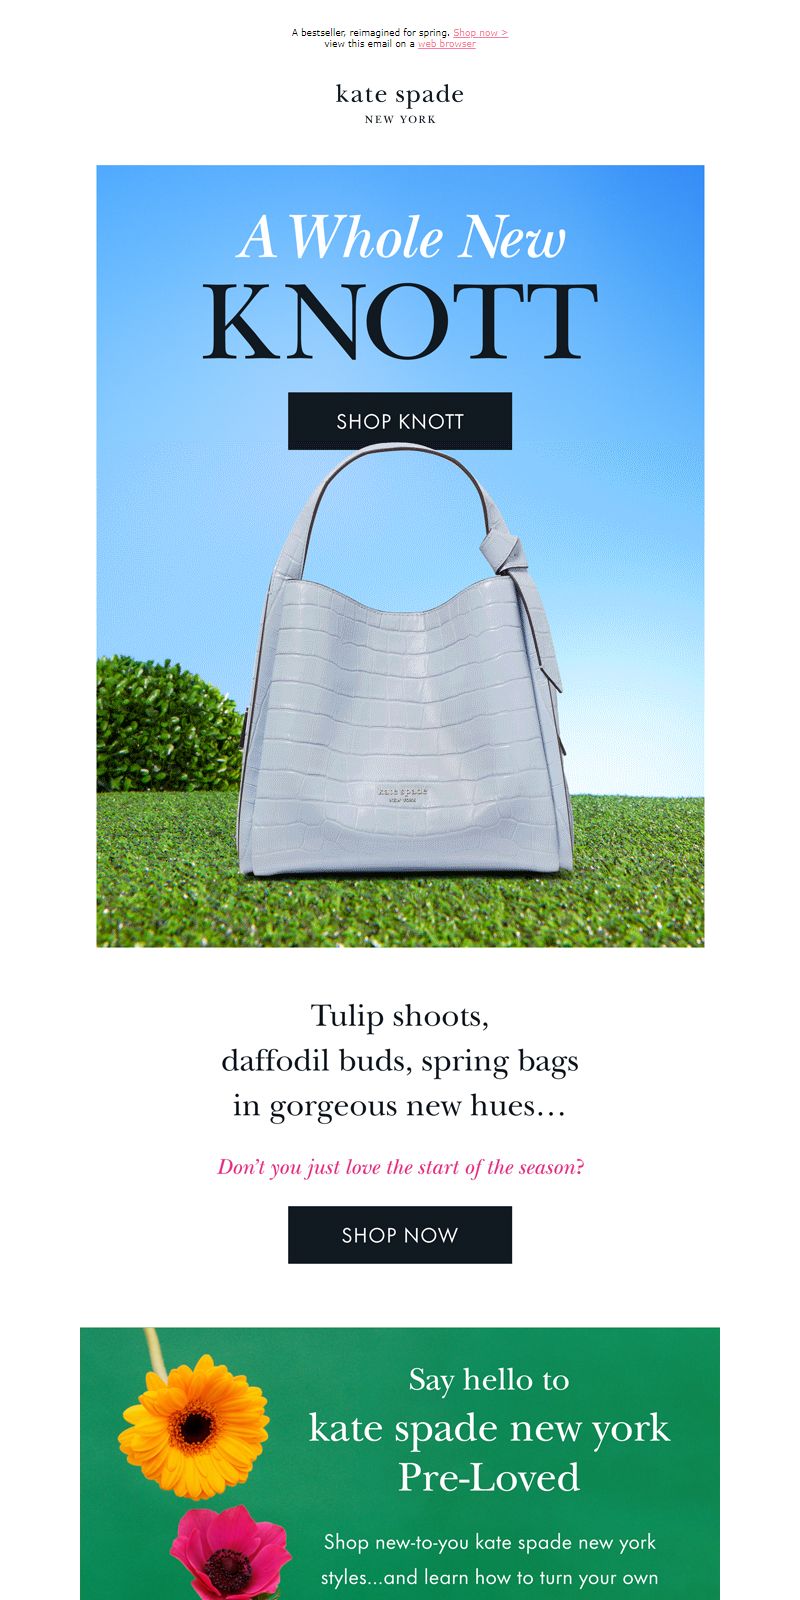 A bestseller, reimagined for spring. Shop now >
view this email on a web browser
kate spade
NEW YORK
A Whole New
KNOTT
SHOP KNOTT
kate spade
NEW YORK
Tulip shoots,
daffodil buds, spring bags
in gorgeous new hues…
Don’t you just love the start of the season?
SHOP NOW
Say hello to
kate spade new york
Pre-Loved
Shop new-to-you kate spade new york
styles...and learn how to turn your own